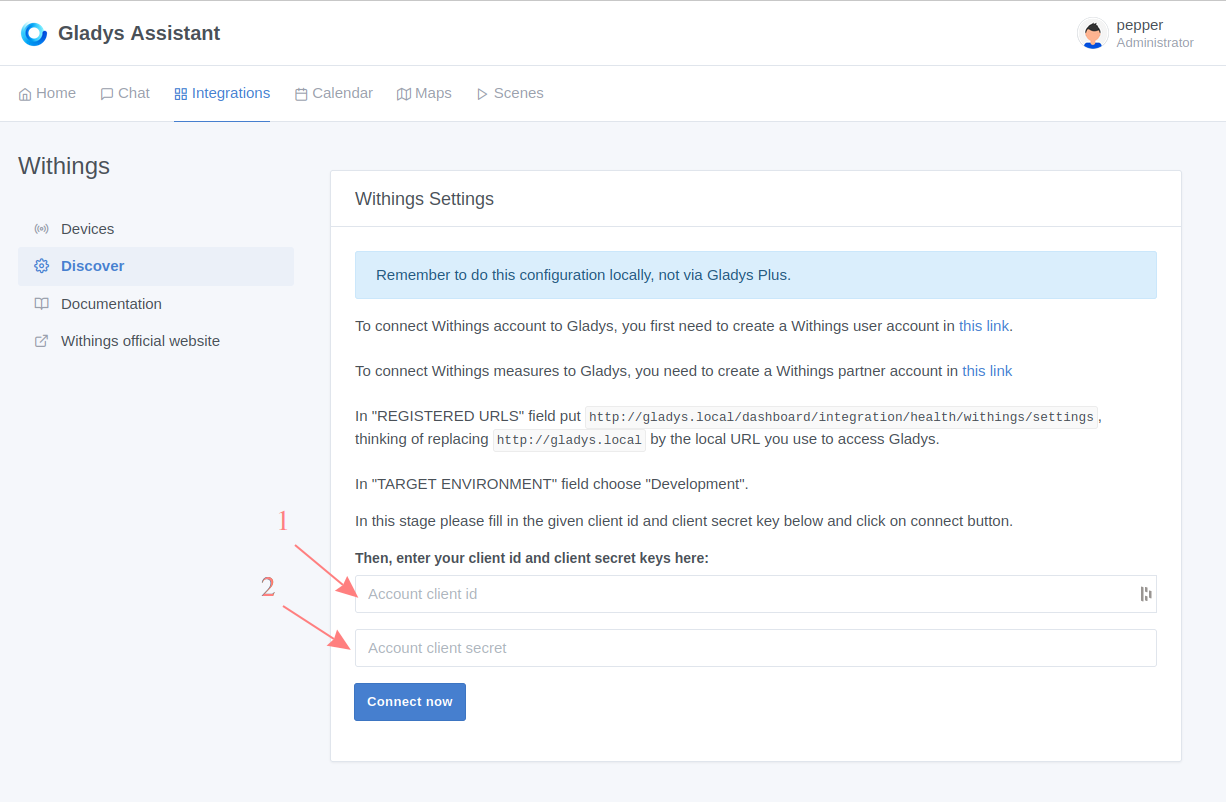 Gladys Assistant
pepper
Administrator
Home Chat Integrations Calendar Maps Scenes
Withings
Devices
Discover
Documentation
Withings official website
Withings Settings
Remember to do this configuration locally, not via Gladys Plus.
To connect Withings account to Gladys, you first need to create a Withings user account in this link.
To connect Withings measures to Gladys, you need to create a Withings partner account in this link
In "REGISTERED URLS" field put http://gladys.local/dashboard/integration/health/withings/settings,
thinking of replacing http://gladys.local by the local URL you use to access Gladys.
In "TARGET ENVIRONMENT" field choose "Development".
In this stage please fill in the given client id and client secret key below and click on connect button.
1
Then, enter your client id and client secret keys here:
2
Account client id
Account client secret
Connect now